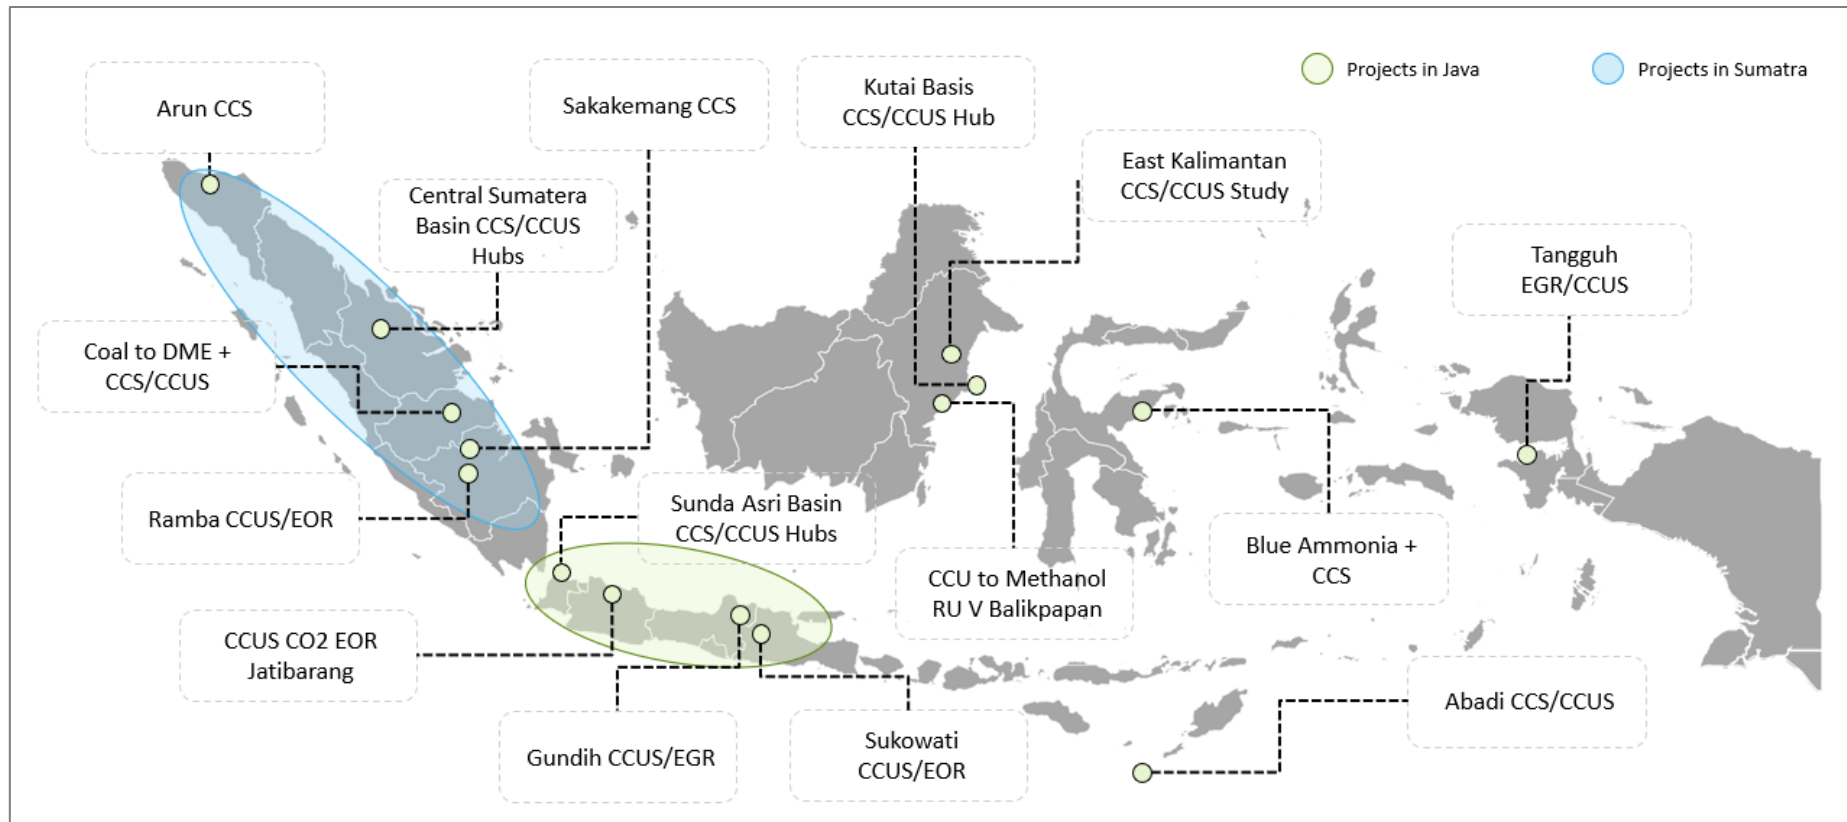 Projects in Java
Projects in Sumatra
Arun CCS
Sakakemang CCS
Kutai Basis
CCS/CCUS Hub
East Kalimantan
CCS/CCUS Study
Central Sumatera
Basin CCS/CCUS
Hubs
Tangguh
EGR/CCUS
Coal to DME +
CCS/CCUS
Ramba CCUS/EOR
Sunda Asri Basin
CCS/CCUS Hubs
CCU to Methanol
RU V Balikpapan
Blue Ammonia +
CCS
CCUS CO2 EOR
Jatibarang
Gundih CCUS/EGR
Sukowati
CCUS/EOR
Abadi CCS/CCUS